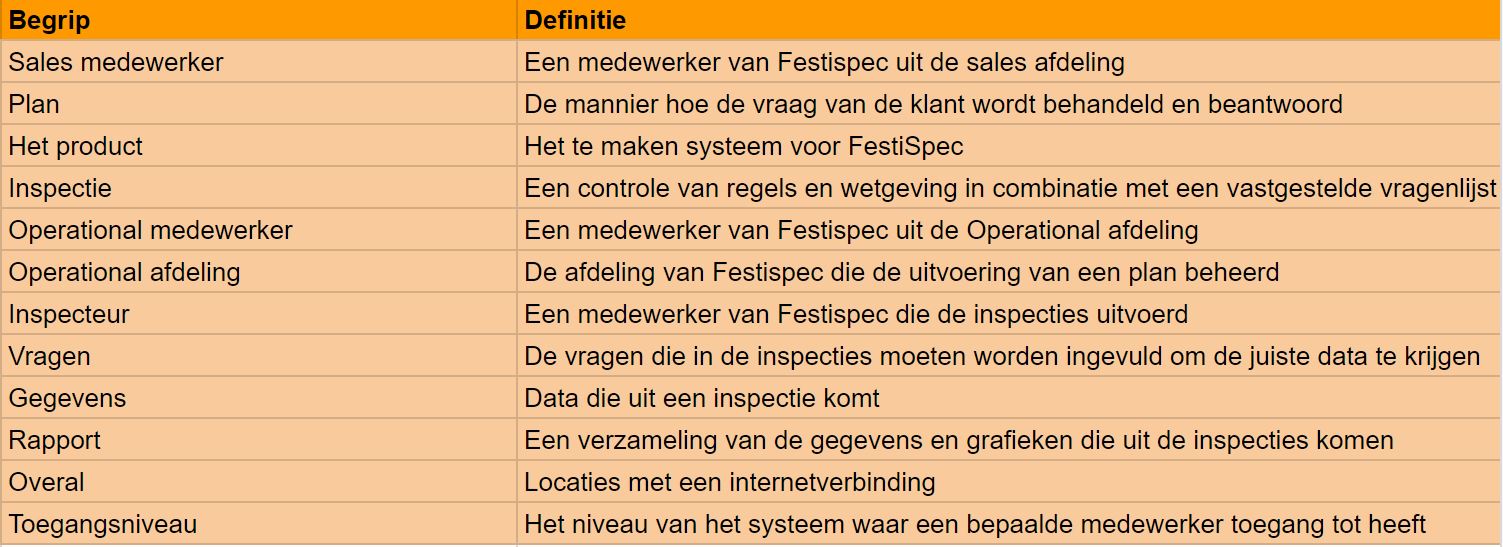 Begrip Definitie
Sales medewerker Een medewerker van Festispec uit de sales afdeling
Plan De mannier hoe de vraag van de klant wordt behandeld en beantwoord
Het product Het te maken systeem voor FestiSpec
Inspectie Een controle van regels en wetgeving in combinatie met een vastgestelde vragenlijst
Operational medewerker Een medewerker van Festispec uit de Operational afdeling
Operational afdeling De afdeling van Festispec die de uitvoering van een plan beheerd
Inspecteur Een medewerker van Festispec die de inspecties uitvoerd
Vragen De vragen die in de inspecties moeten worden ingevuld om de juiste data te krijgen
Gegevens Data die uit een inspectie komt
Rapport Een verzameling van de gegevens en grafieken die uit de inspecties komen
Overal Locaties met een internetverbinding
Toegangsniveau Het niveau van het systeem waar een bepaalde medewerker toegang tot heeft